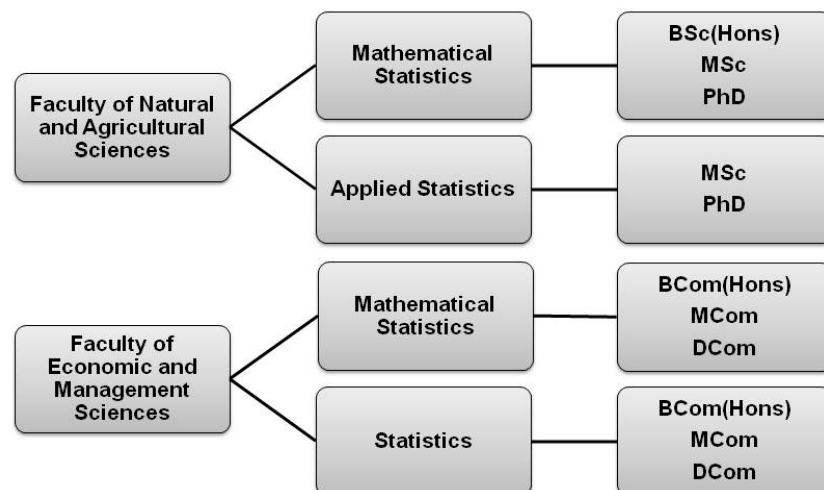 Faculty of Natural
and Agricultural
Sciences
Mathematical
Statistics
BSc(Hons)
MSc
PhD
Applied Statistics
MSc
PhD
Faculty of
Economic and
Management
Sciences
Mathematical
Statistics
BCom(Hons)
MCom
DCom
Statistics
BCom(Hons)
MCom
DCom